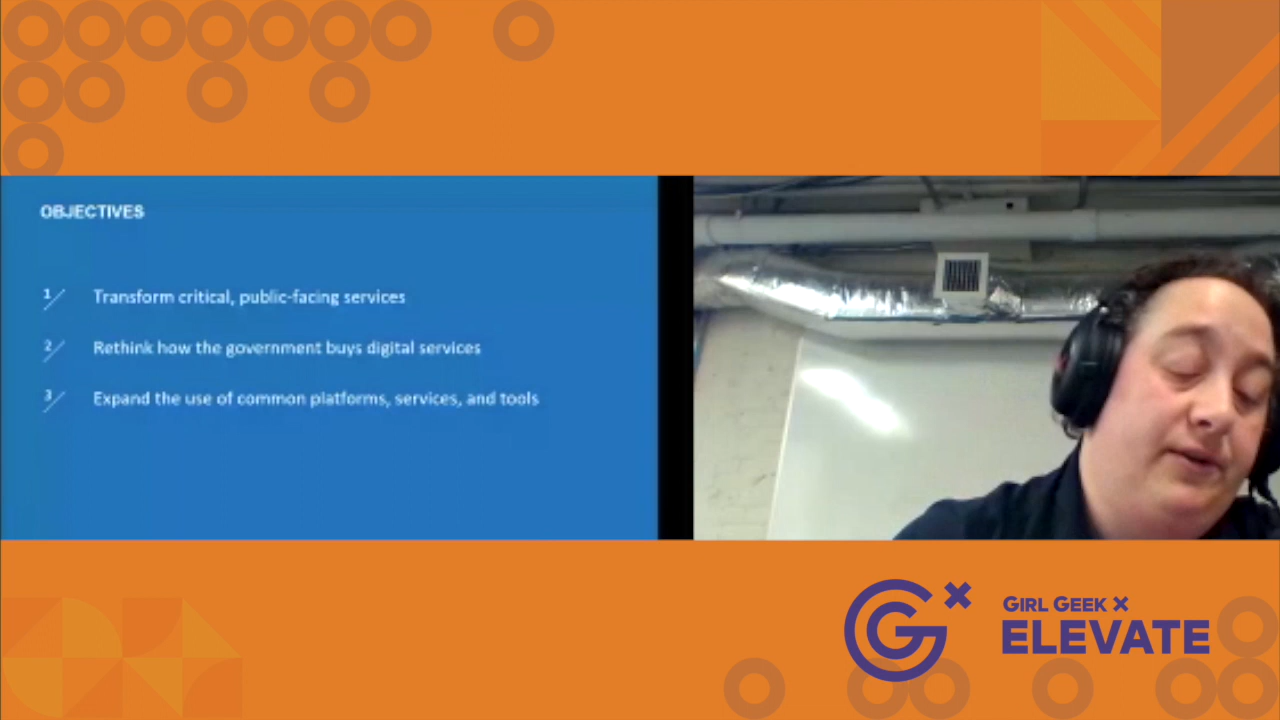 OBJECTIVES
1/ Transform critical, public-facing services
2/ Rethink how the government buys digital services
3/ Expand the use of common platforms, services, and tools
GIRL GEEK X
ELEVATE